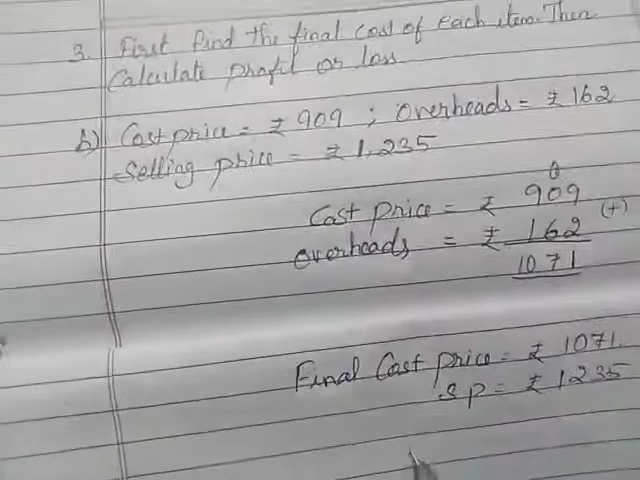 3. First find the final cost of each item. Then
Calculate profit or loss
b) Cost price = ₹ 909 ; Overheads = ₹ 162
Selling price = ₹ 1,235
Cost price = ₹ 909 (+)
overheads = ₹ 162
1071
Final Cost price = ₹ 1071.
SP = ₹ 1235